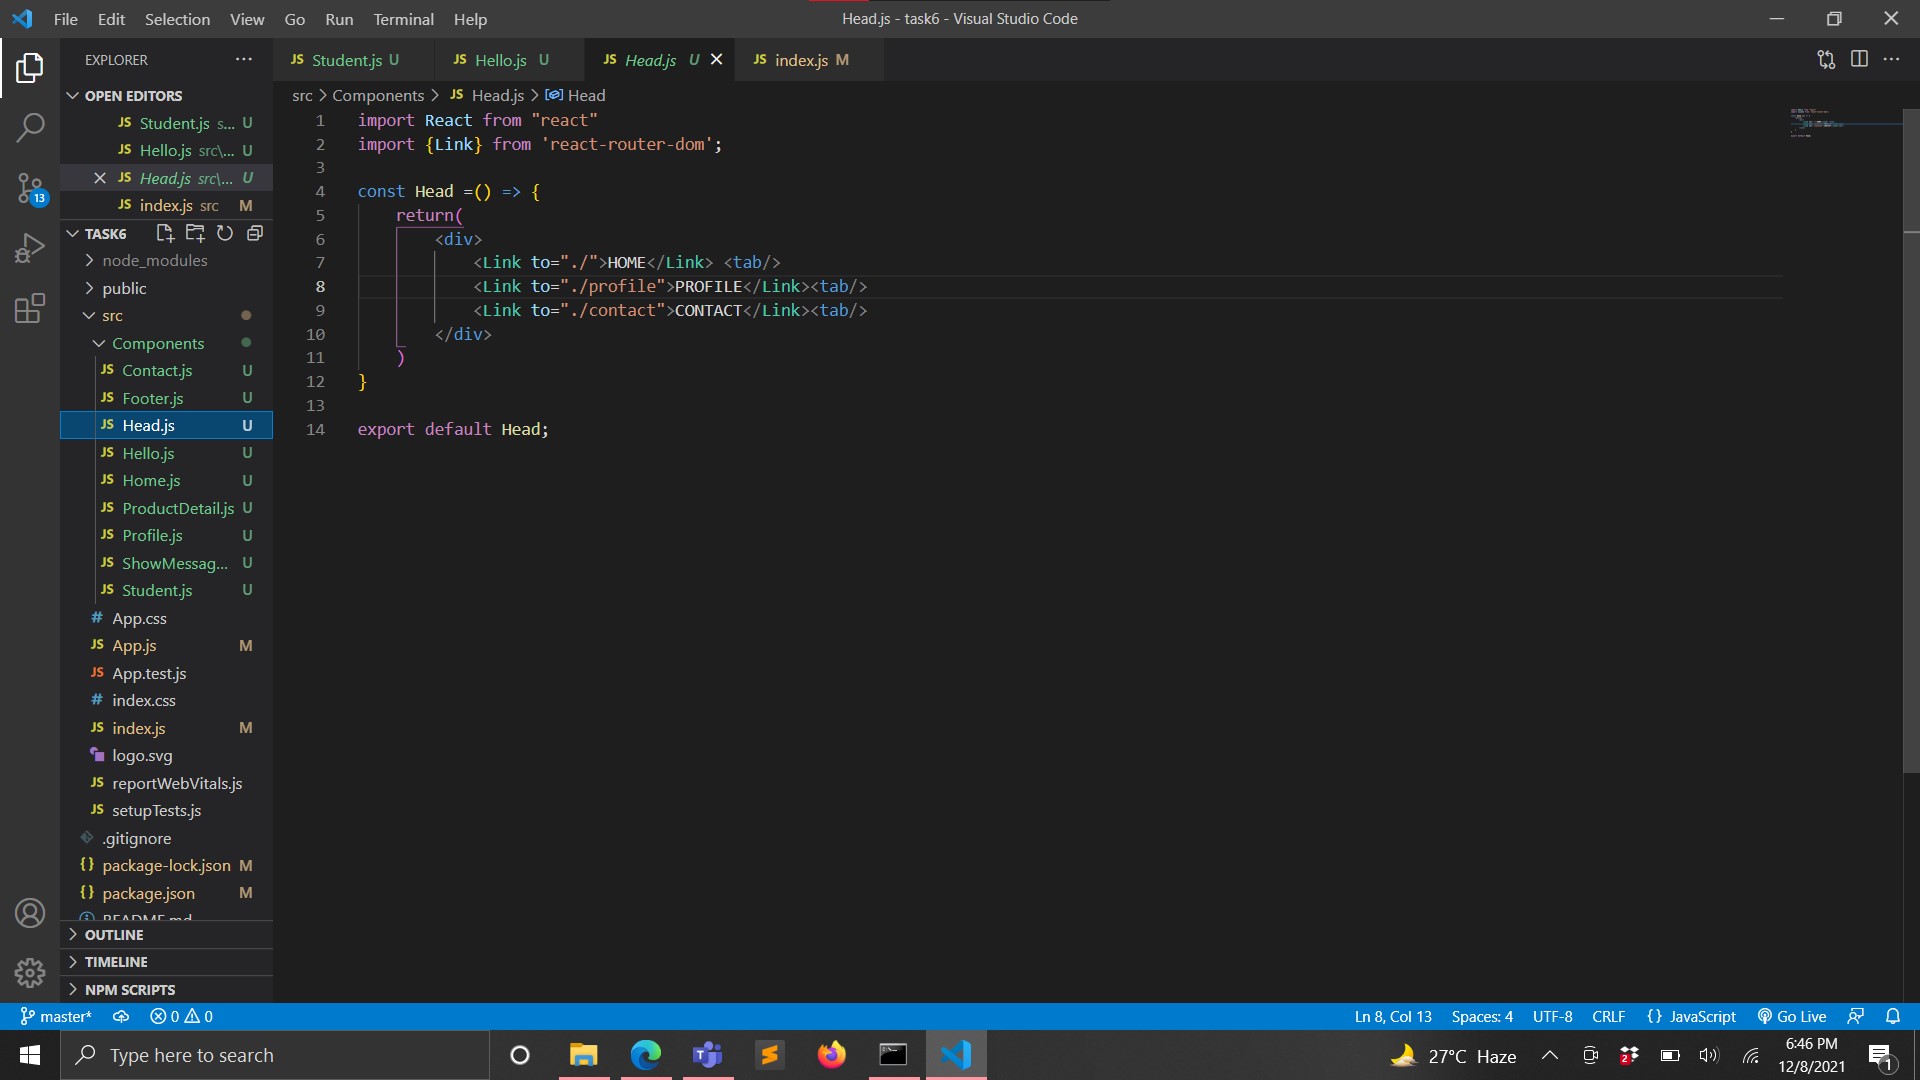 File Edit Selection View Go Run Terminal Help
Head.js - task6 - Visual Studio Code
EXPLORER
JS Student.js U
JS Hello.js U
JS Head.js U
JS index.js M
OPEN EDITORS
JS Student.js s... U
JS Hello.js src\... U
JS Head.js src\... U
JS index.js src M
13
TASK6
node_modules
public
src
Components
JS Contact.js U
JS Footer.js U
JS Head.js U
JS Hello.js U
JS Home.js U
JS ProductDetail.js U
JS Profile.js U
JS ShowMessag... U
JS Student.js U
# App.css
JS App.js M
JS App.test.js
# index.css
JS index.js M
logo.svg
JS reportWebVitals.js
JS setupTests.js
.gitignore
{} package-lock.json M
{} package.json M
README.md
OUTLINE
TIMELINE
NPM SCRIPTS
src > Components > JS Head.js > Head
1 import React from "react"
2 import {Link} from 'react-router-dom';
3
4 const Head =() => {
5 return(
6 <div>
7 <Link to="./">HOME</Link> <tab/>
8 <Link to="./profile">PROFILE</Link><tab/>
9 <Link to="./contact">CONTACT</Link><tab/>
10 </div>
11 )
12 }
13
14 export default Head;
master* 0 0
Ln 8, Col 13 Spaces: 4 UTF-8 CRLF {} JavaScript Go Live
Type here to search
27°C Haze
2
6:46 PM
12/8/2021
1